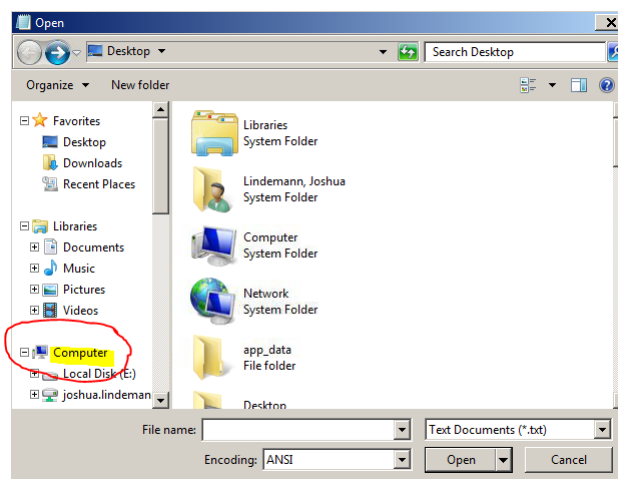 Open
Desktop
Search Desktop
Organize New folder
Favorites
Desktop
Downloads
Recent Places
Libraries
Documents
Music
Pictures
Videos
Computer
Local Disk (E:)
joshua.lindeman
Libraries
System Folder
Lindemann, Joshua
System Folder
Computer
System Folder
Network
System Folder
app_data
File folder
Desktop
File name: Text Documents (*.txt)
Encoding: ANSI Open Cancel